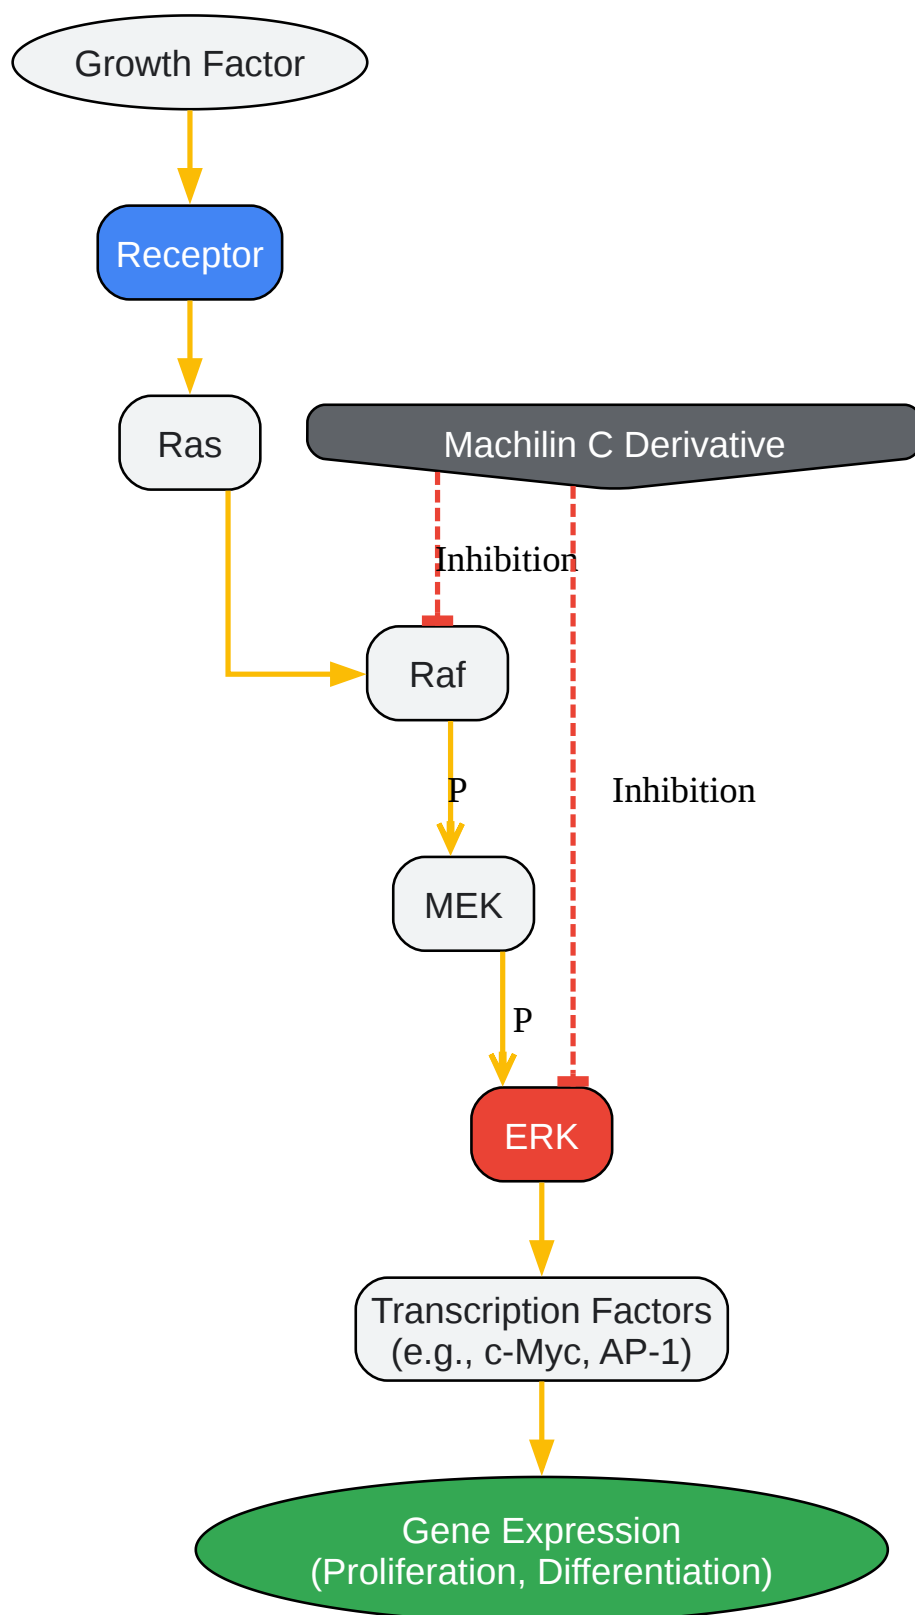 Growth Factor
Receptor
Ras
Machilin C Derivative
Inhibition
Raf
P
Inhibition
MEK
P
ERK
Transcription Factors
(e.g., c-Myc, AP-1)
Gene Expression
(Proliferation, Differentiation)